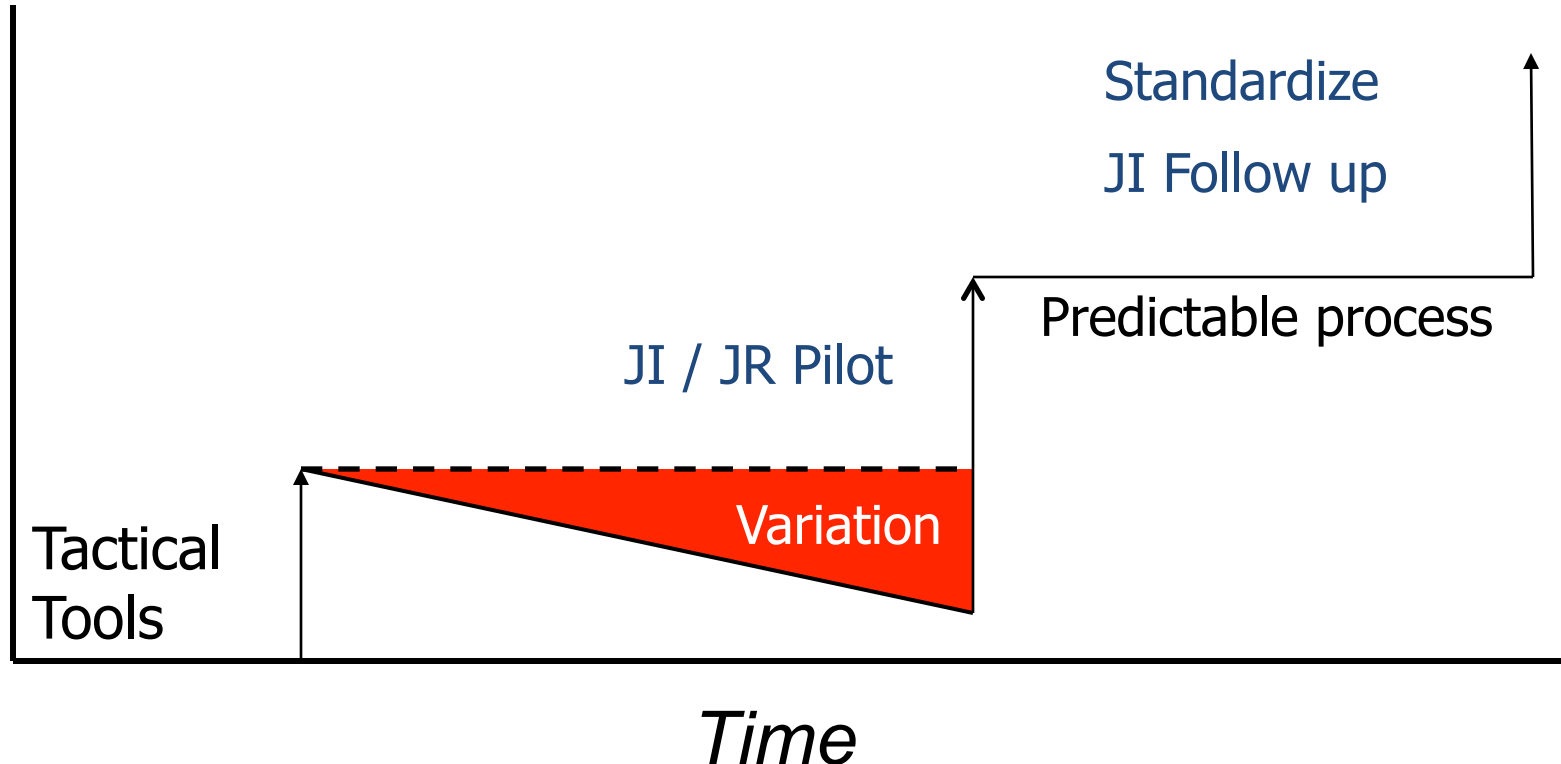 Standardize
JI Follow up
Predictable process
JI / JR Pilot
Variation
Tactical
Tools
Time